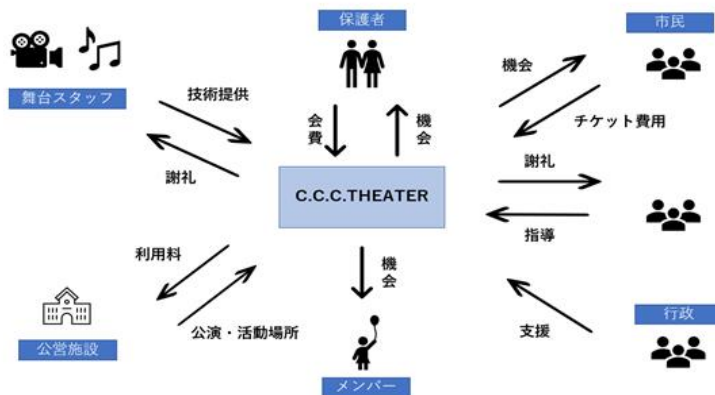 保護者
市民
舞台スタッフ
技術提供
謝礼
会費
機会
機会
チケット費用
C.C.C.THEATER
謝礼
指導
利用料
公演・活動場所
公営施設
機会
メンバー
支援
行政